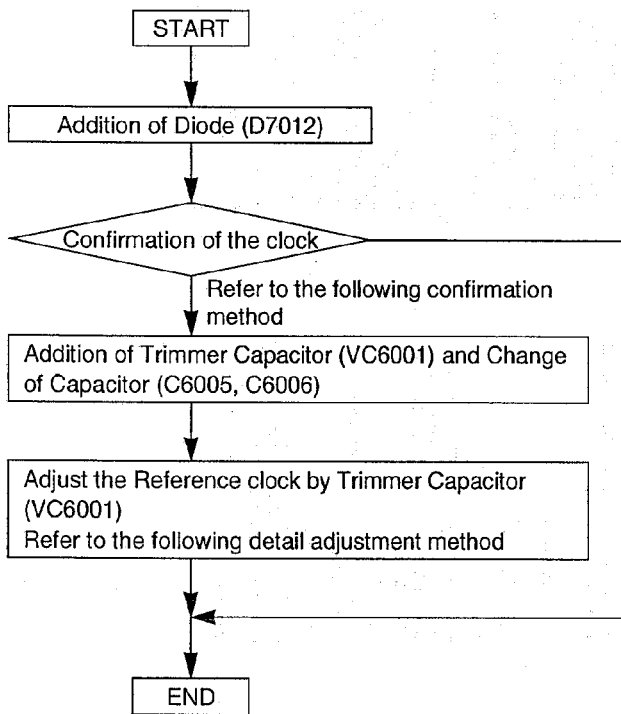 START
Addition of Diode (D7012)
Confirmation of the clock
Refer to the following confirmation
method
Addition of Trimmer Capacitor (VC6001) and Change
of Capacitor (C6005, C6006)
Adjust the Reference clock by Trimmer Capacitor
(VC6001)
Refer to the following detail adjustment method
END